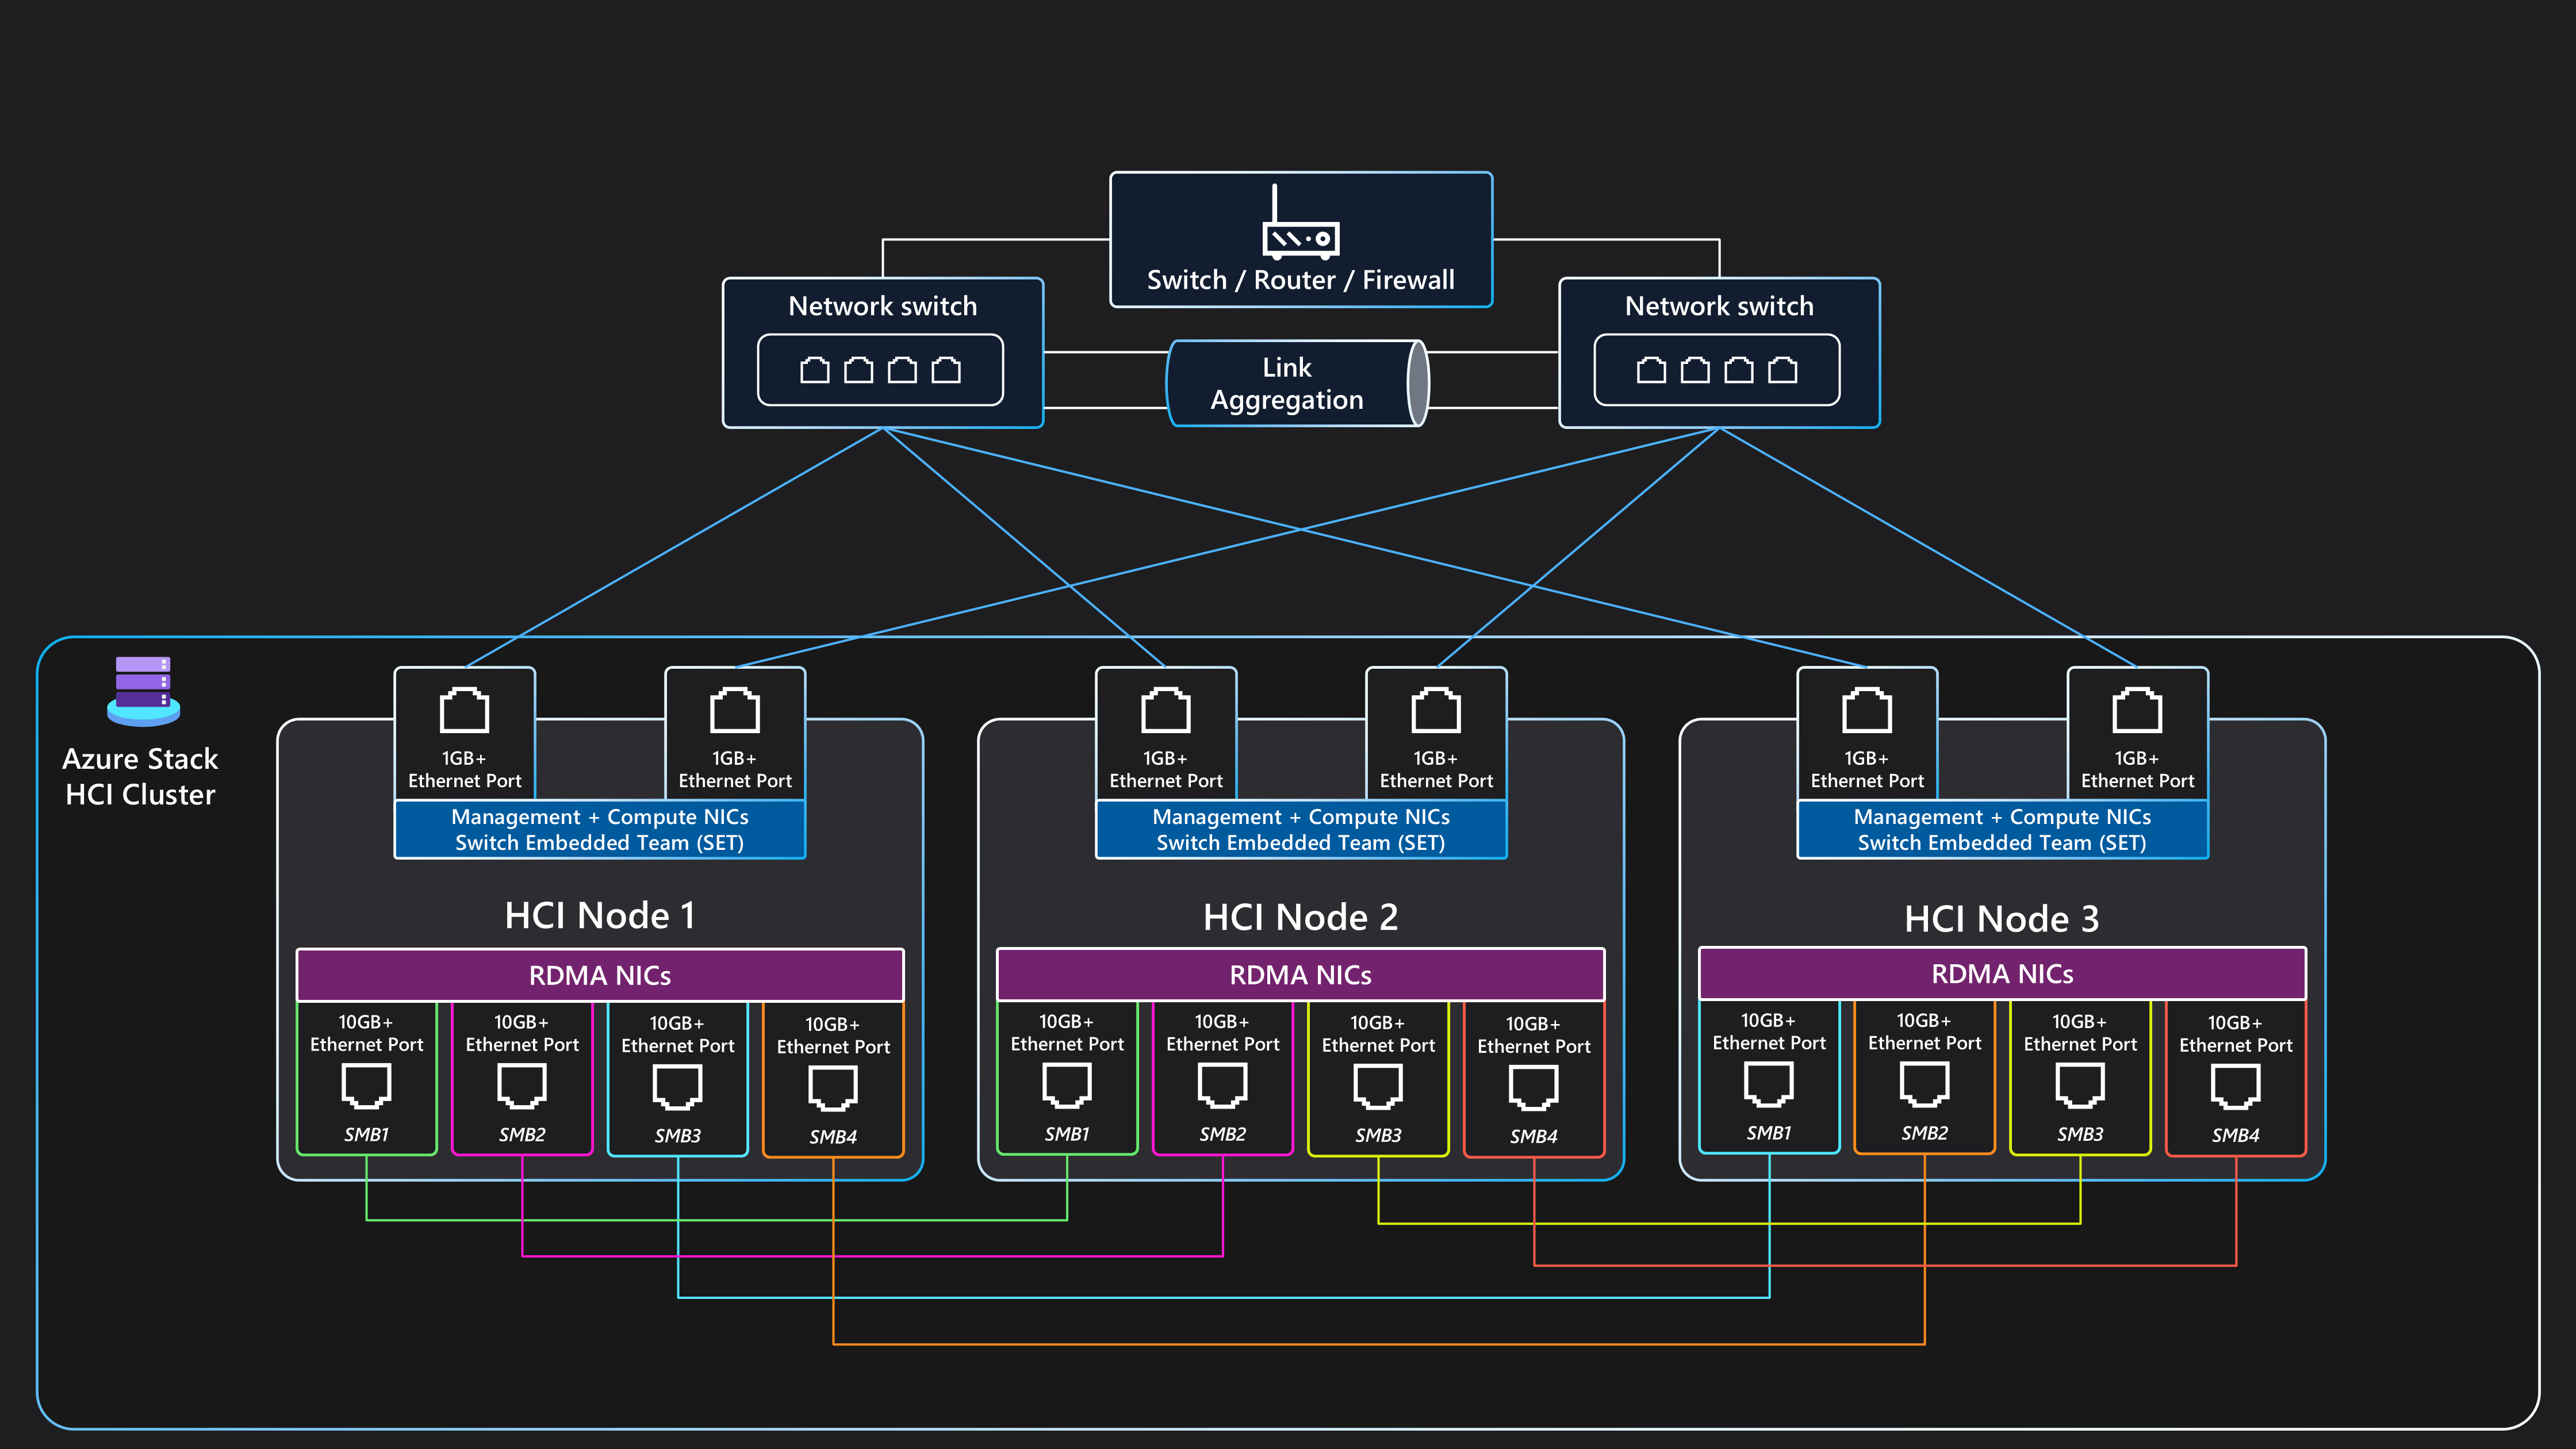 Switch / Router / Firewall
Network switch
Network switch
Link
Aggregation
Azure Stack
HCI Cluster
1GB+
Ethernet Port
1GB+
Ethernet Port
Management + Compute NICs
Switch Embedded Team (SET)
HCI Node 1
RDMA NICs
10GB+
Ethernet Port
SMB1
10GB+
Ethernet Port
SMB2
10GB+
Ethernet Port
SMB3
10GB+
Ethernet Port
SMB4
1GB+
Ethernet Port
1GB+
Ethernet Port
Management + Compute NICs
Switch Embedded Team (SET)
HCI Node 2
RDMA NICs
10GB+
Ethernet Port
SMB1
10GB+
Ethernet Port
SMB2
10GB+
Ethernet Port
SMB3
10GB+
Ethernet Port
SMB4
1GB+
Ethernet Port
1GB+
Ethernet Port
Management + Compute NICs
Switch Embedded Team (SET)
HCI Node 3
RDMA NICs
10GB+
Ethernet Port
SMB1
10GB+
Ethernet Port
SMB2
10GB+
Ethernet Port
SMB3
10GB+
Ethernet Port
SMB4